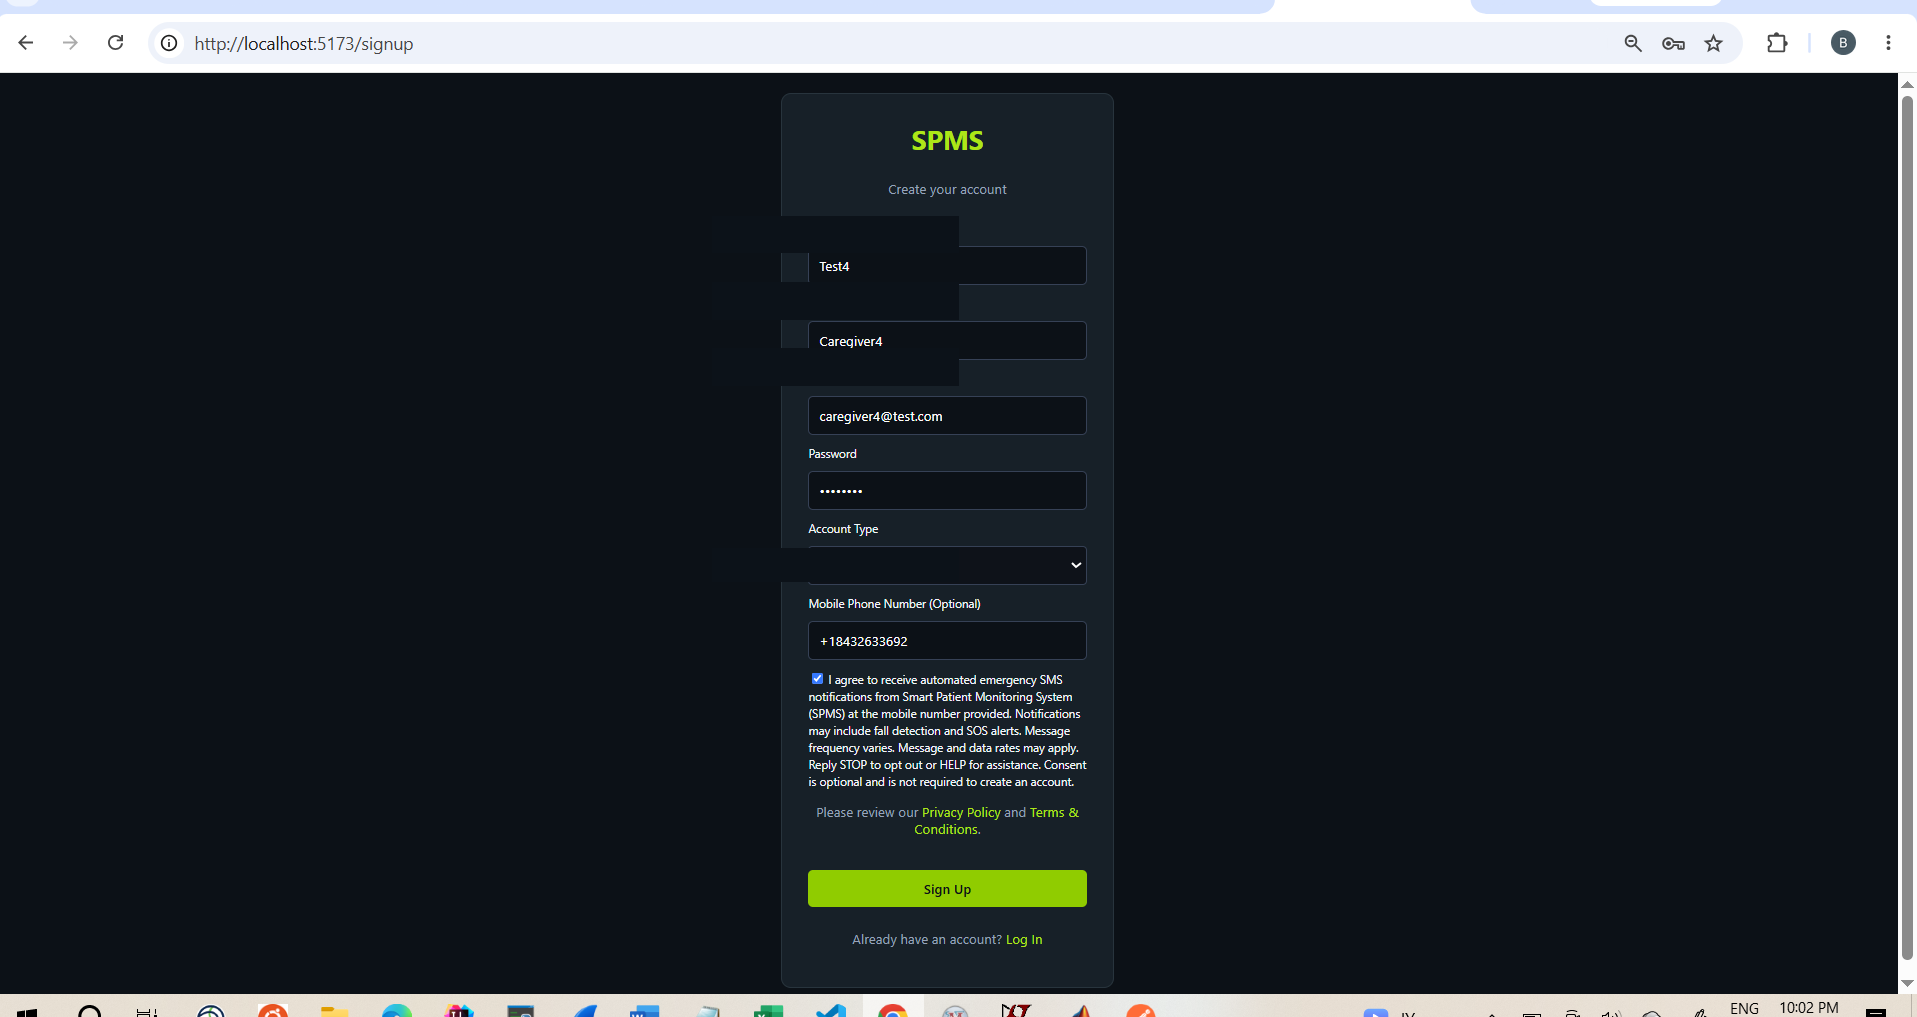 http://localhost:5173/signup
B
SPMS
Create your account
Test4
Caregiver4
caregiver4@test.com
Password
••••••••
Account Type
Mobile Phone Number (Optional)
+18432633692
I agree to receive automated emergency SMS
notifications from Smart Patient Monitoring System
(SPMS) at the mobile number provided. Notifications
may include fall detection and SOS alerts. Message
frequency varies. Message and data rates may apply.
Reply STOP to opt out or HELP for assistance. Consent
is optional and is not required to create an account.
Please review our Privacy Policy and Terms &
Conditions.
Sign Up
Already have an account? Log In
ENG
10:02 PM